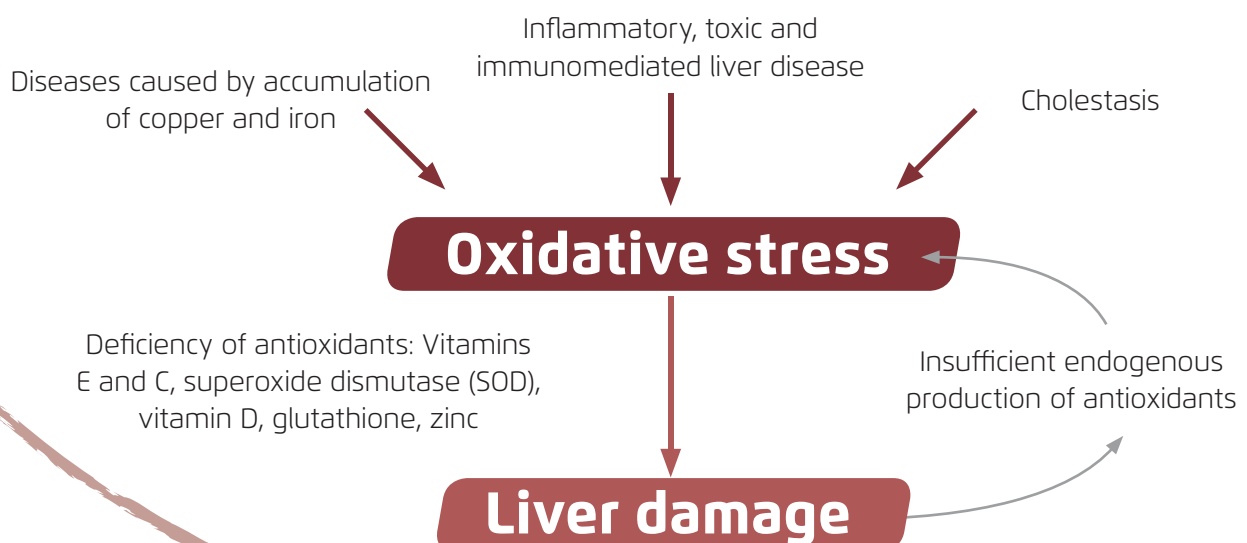 Inflammatory, toxic and
immunomediated liver disease
Diseases caused by accumulation
of copper and iron
Cholestasis
Oxidative stress
Deficiency of antioxidants: Vitamins
E and C, superoxide dismutase (SOD),
vitamin D, glutathione, zinc
Insufficient endogenous
production of antioxidants
Liver damage